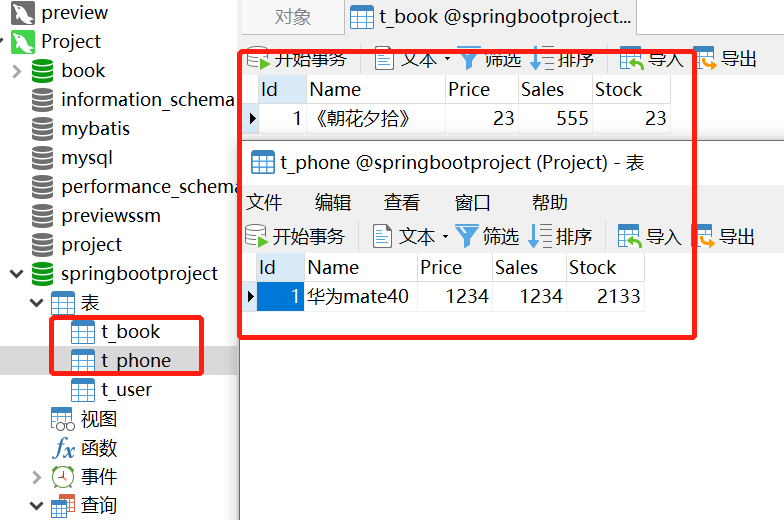 preview
Project
book
information_schema
mybatis
mysql
performance_schema
previewssm
project
springbootproject
表
t_book
t_phone
t_user
视图
函数
事件
查询
对象 t_book @springbootproject...
开始事务 文本 筛选 排序 导入 导出
Id Name Price Sales Stock
1 《朝花夕拾》 23 555 23
t_phone @springbootproject (Project) - 表
文件 编辑 查看 窗口 帮助
开始事务 文本 筛选 排序 导入 导出
Id Name Price Sales Stock
1 华为mate40 1234 1234 2133